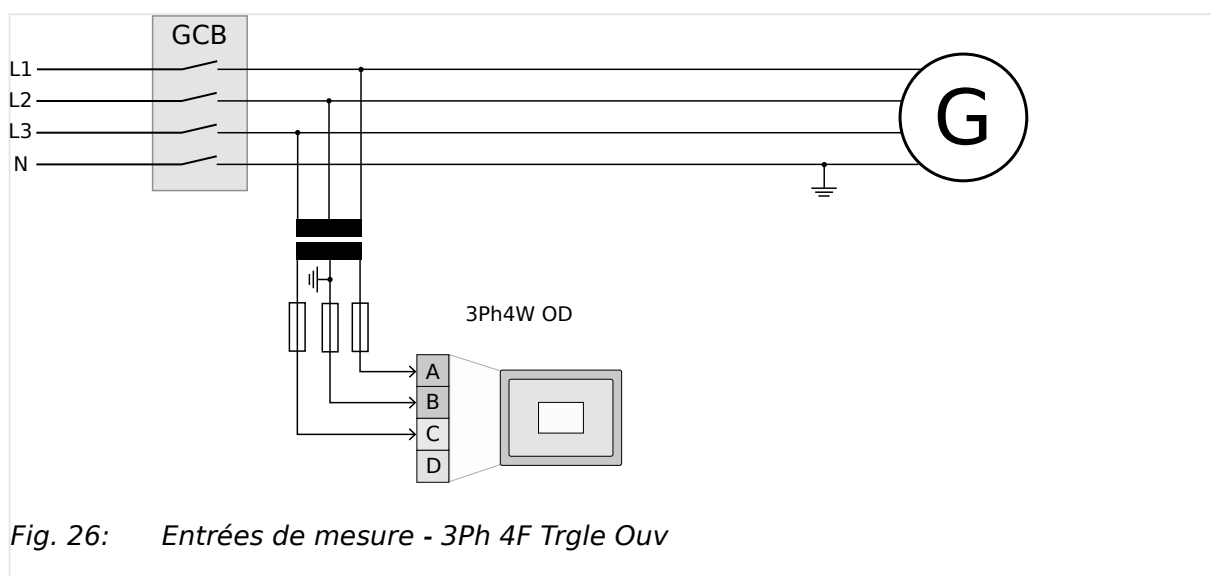 GCB
L1
L2
L3
N
G
3Ph4W OD
A
B
C
D
Fig. 26: Entrées de mesure - 3Ph 4F Trgle Ouv